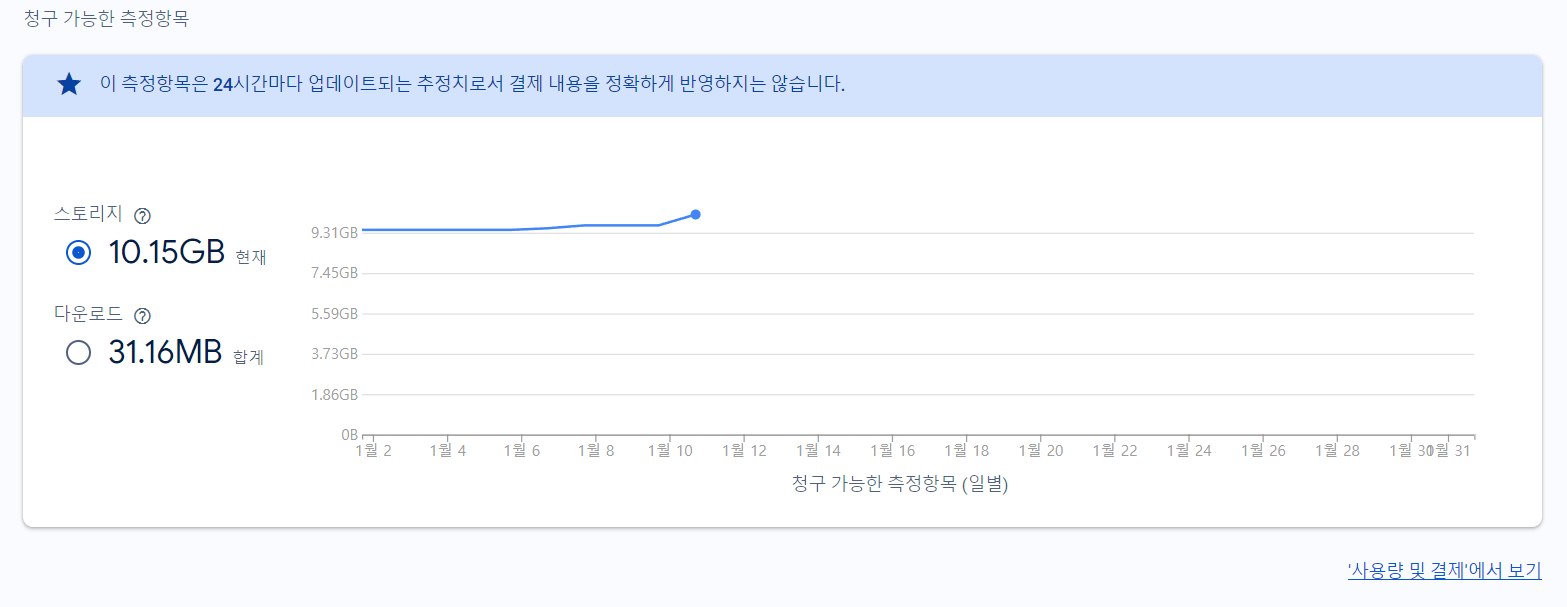 청구 가능한 측정항목
이 측정항목은 24시간마다 업데이트되는 추정치로서 결제 내용을 정확하게 반영하지는 않습니다.
스토리지
10.15GB 현재
다운로드
31.16MB 합계
9.31GB
7.45GB
5.59GB
3.73GB
1.86GB
0B
1월 2 1월 4 1월 6 1월 8 1월 10 1월 12 1월 14 1월 16 1월 18 1월 20 1월 22 1월 24 1월 26 1월 28 1월 30 1월 31
청구 가능한 측정항목 (일별)
'사용량 및 결제'에서 보기